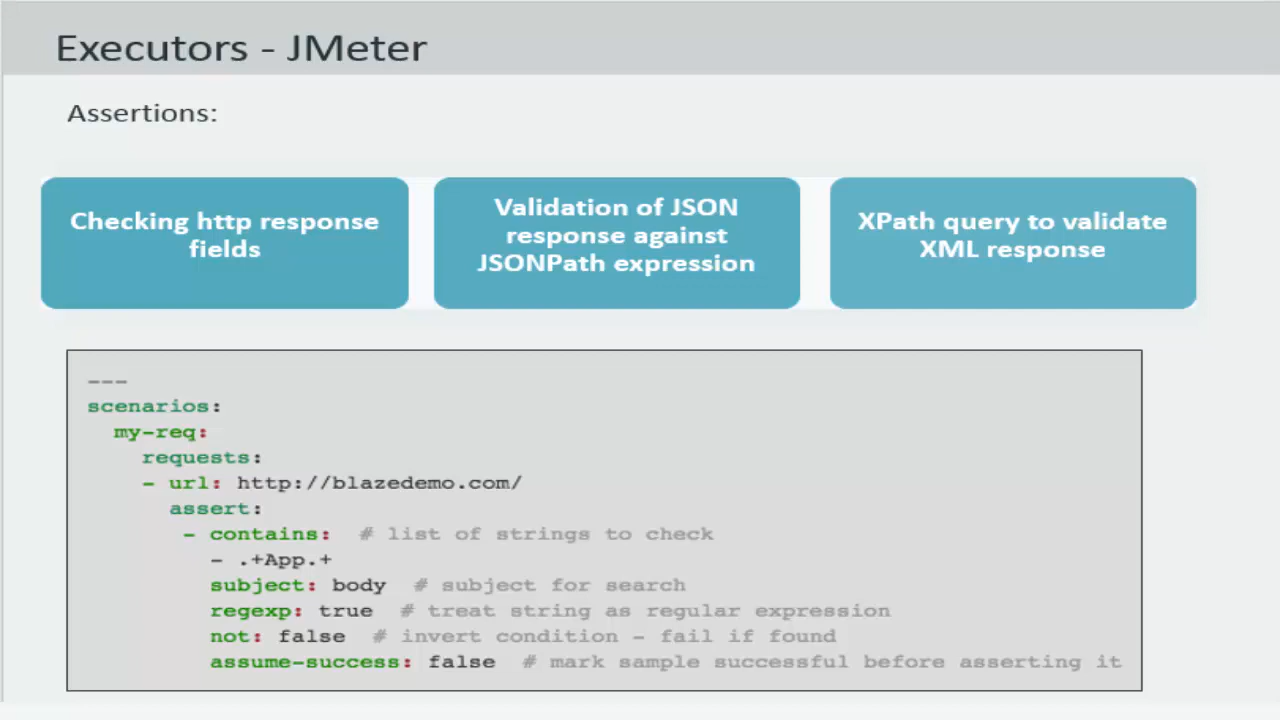 Executors - JMeter
Assertions:
Checking http response
fields
Validation of JSON
response against
JSONPath expression
XPath query to validate
XML response
---
scenarios:
  my-req:
    requests:
    - url: http://blazedemo.com/
      assert:
      - contains:  # list of strings to check
        - .+App.+
        subject: body  # subject for search
        regexp: true  # treat string as regular expression
        not: false  # invert condition - fail if found
        assume-success: false  # mark sample successful before asserting it